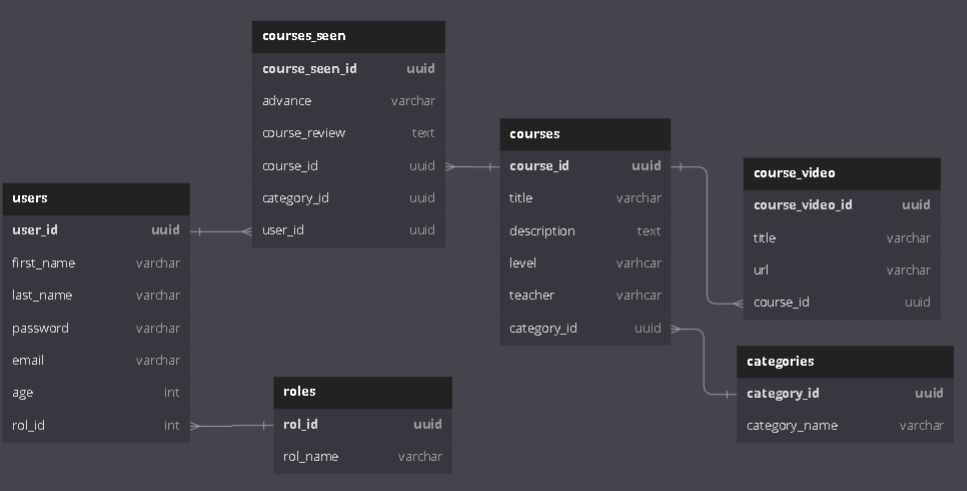 courses_seen
course_seen_id uuid
advance varchar
course_review text
course_id uuid
category_id uuid
user_id uuid
courses
course_id uuid
title varchar
description text
level varhcar
teacher varhcar
category_id uuid
course_video
course_video_id uuid
title varchar
url varchar
course_id uuid
users
user_id uuid
first_name varchar
last_name varchar
password varchar
email varchar
age int
rol_id int
roles
rol_id uuid
rol_name varchar
categories
category_id uuid
category_name varchar